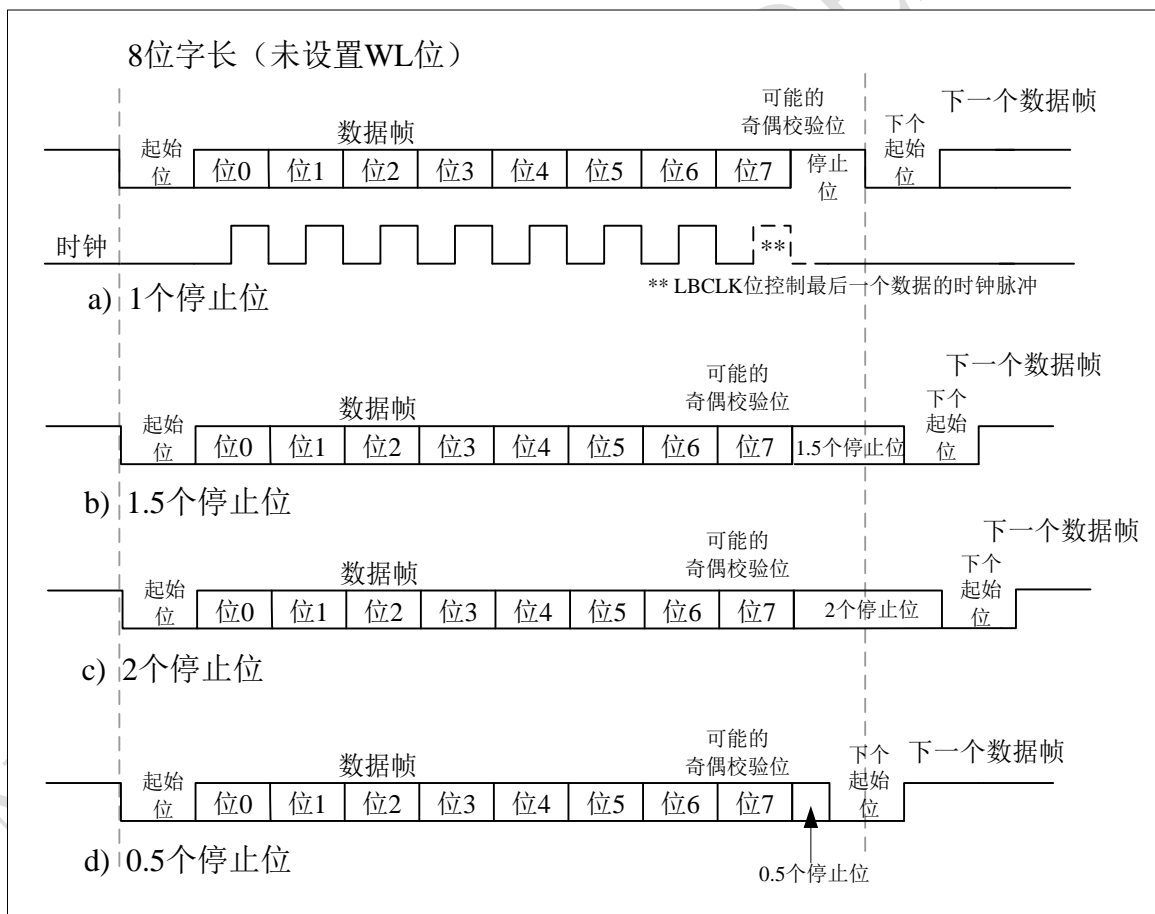 8位字长（未设置WL位）
可能的
奇偶校验位
下一个数据帧
数据帧
下个
起始
位
起始
位
位0 位1 位2 位3 位4 位5 位6 位7
停止
位
时钟
**
** LBCLK位控制最后一个数据的时钟脉冲
a) 1个停止位
下一个数据帧
可能的
奇偶校验位
下个
起始
位
数据帧
起始
位
位0 位1 位2 位3 位4 位5 位6 位7 1.5个停止位
b) 1.5个停止位
下一个数据帧
可能的
奇偶校验位
下个
起始
位
数据帧
起始
位
位0 位1 位2 位3 位4 位5 位6 位7 2个停止位
c) 2个停止位
可能的
奇偶校验位
下个
起始
位
下一个数据帧
数据帧
起始
位
位0 位1 位2 位3 位4 位5 位6 位7
d) 0.5个停止位
0.5个停止位